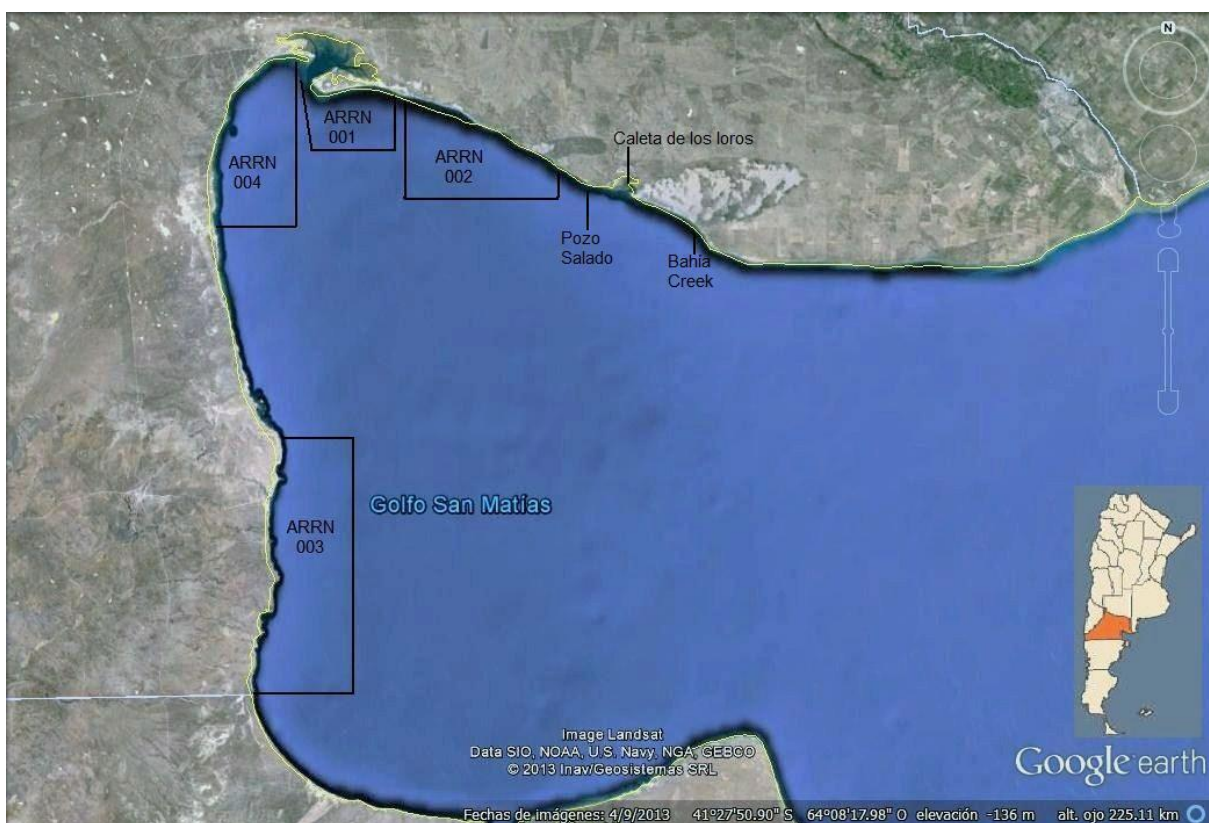 N
ARRN
001
ARRN
004
ARRN
002
Caleta de los loros
Pozo
Salado
Bahia
Creek
ARRN
003
Golfo San Matías
Image Landsat
Data SIO, NOAA, U.S. Navy, NGA, GEBCO
© 2013 Inav/Geosistemas SRL
Google earth
Fechas de imágenes: 4/9/2013 41°27'50.90" S 64°08'17.98" O elevación -136 m alt. ojo 225.11 km